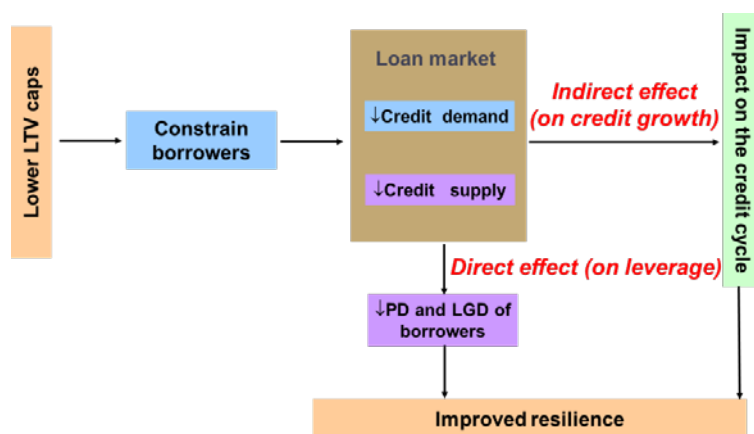 Lower LTV caps
Constrain
borrowers
Loan market
↓Credit demand
↓Credit supply
Indirect effect
(on credit growth)
Impact on the credit cycle
Direct effect (on leverage)
↓PD and LGD of
borrowers
Improved resilience